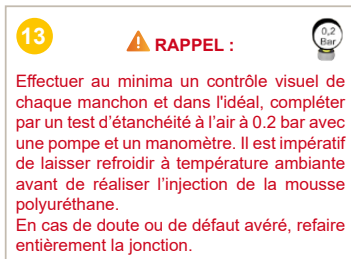 13
RAPPEL :
0,2
Bar
Effectuer au minima un contrôle visuel de
chaque manchon et dans l'idéal, compléter
par un test d'étanchéité à l'air à 0.2 bar avec
une pompe et un manomètre. Il est impératif
de laisser refroidir à température ambiante
avant de réaliser l'injection de la mousse
polyuréthane.
En cas de doute ou de défaut avéré, refaire
entièrement la jonction.